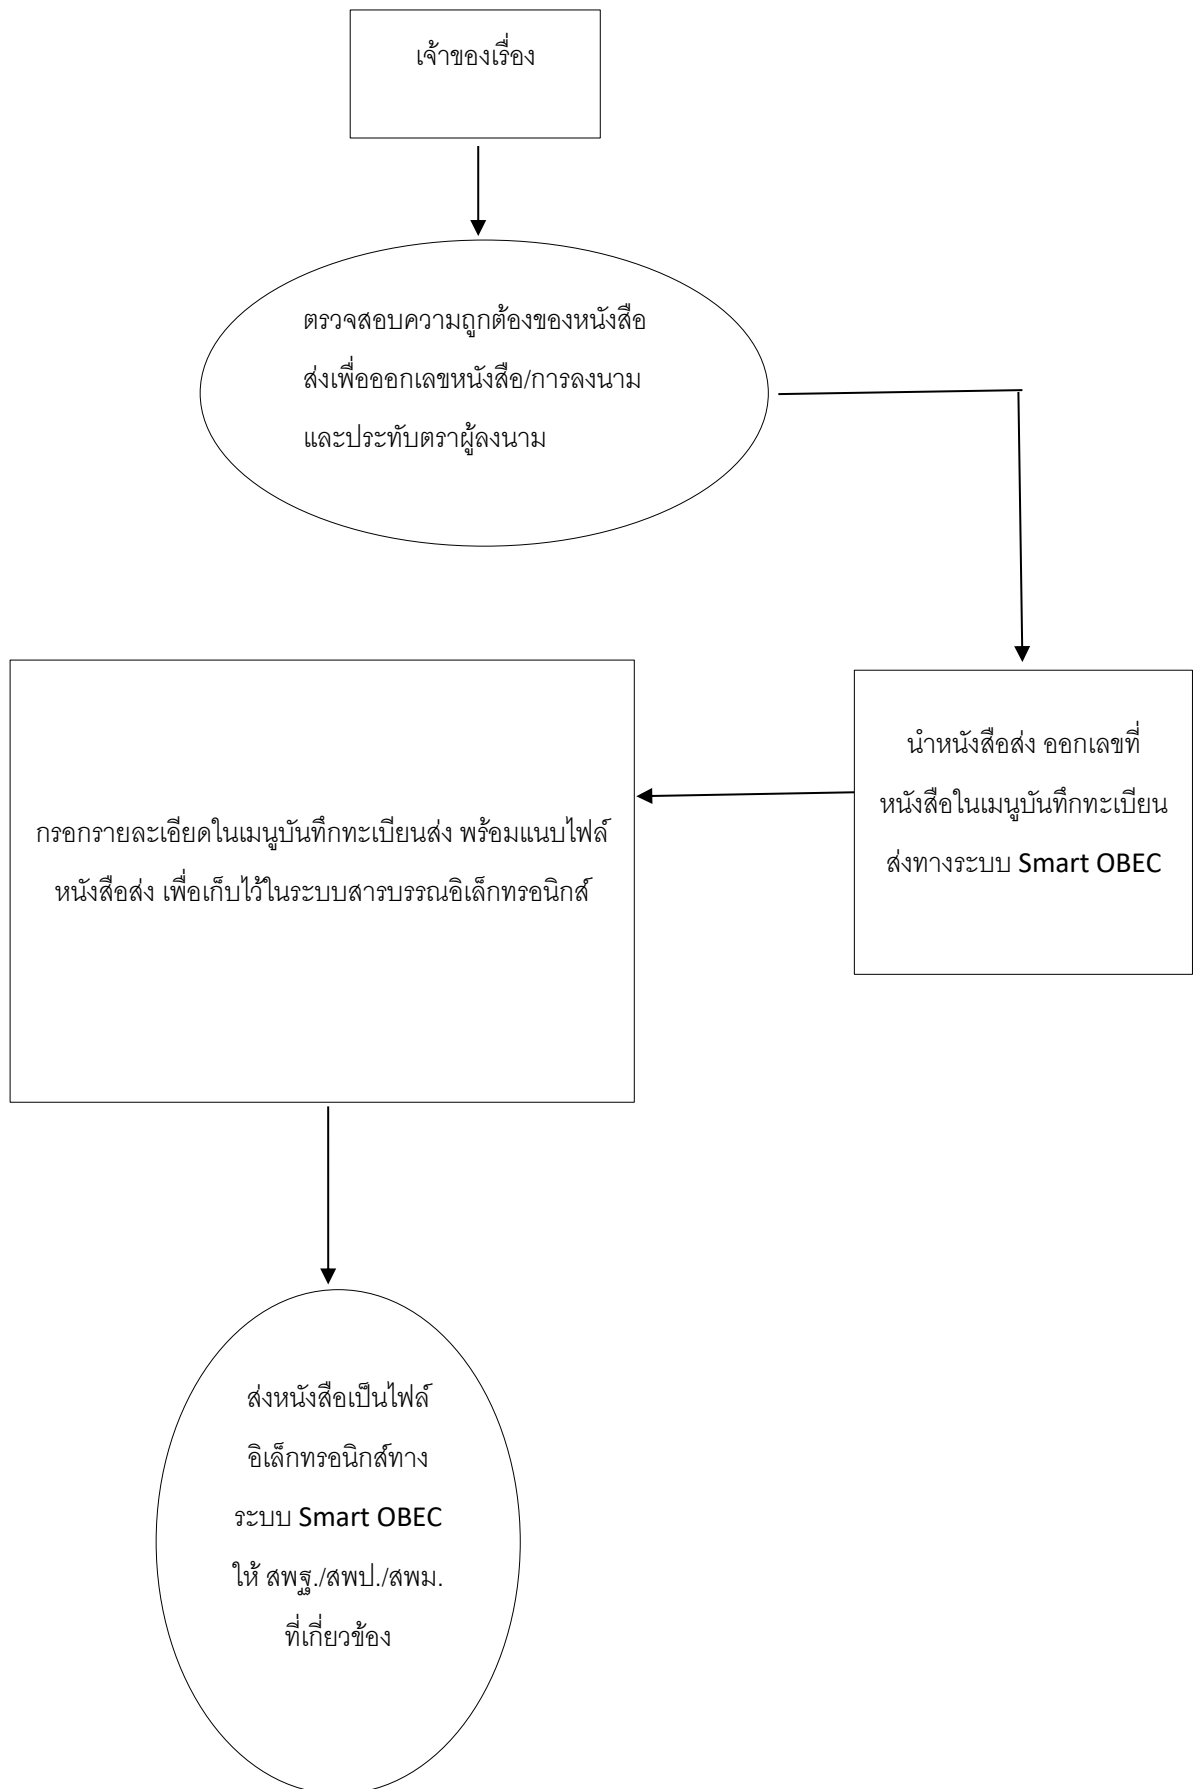 เจ้าของเรื่อง
ตรวจสอบความถูกต้องของหนังสือ
ส่งเพื่อออกเลขหนังสือ/การลงนาม
และประทับตราผู้ลงนาม
นำหนังสือส่ง ออกเลขที่
หนังสือในเมนูบันทึกทะเบียน
ส่งทางระบบ Smart OBEC
กรอกรายละเอียดในเมนูบันทึกทะเบียนส่ง พร้อมแนบไฟล์
หนังสือส่ง เพื่อเก็บไว้ในระบบสารบรรณอิเล็กทรอนิกส์
ส่งหนังสือเป็นไฟล์
อิเล็กทรอนิกส์ทาง
ระบบ Smart OBEC
ให้ สพฐ./สพป./สพม.
ที่เกี่ยวข้อง